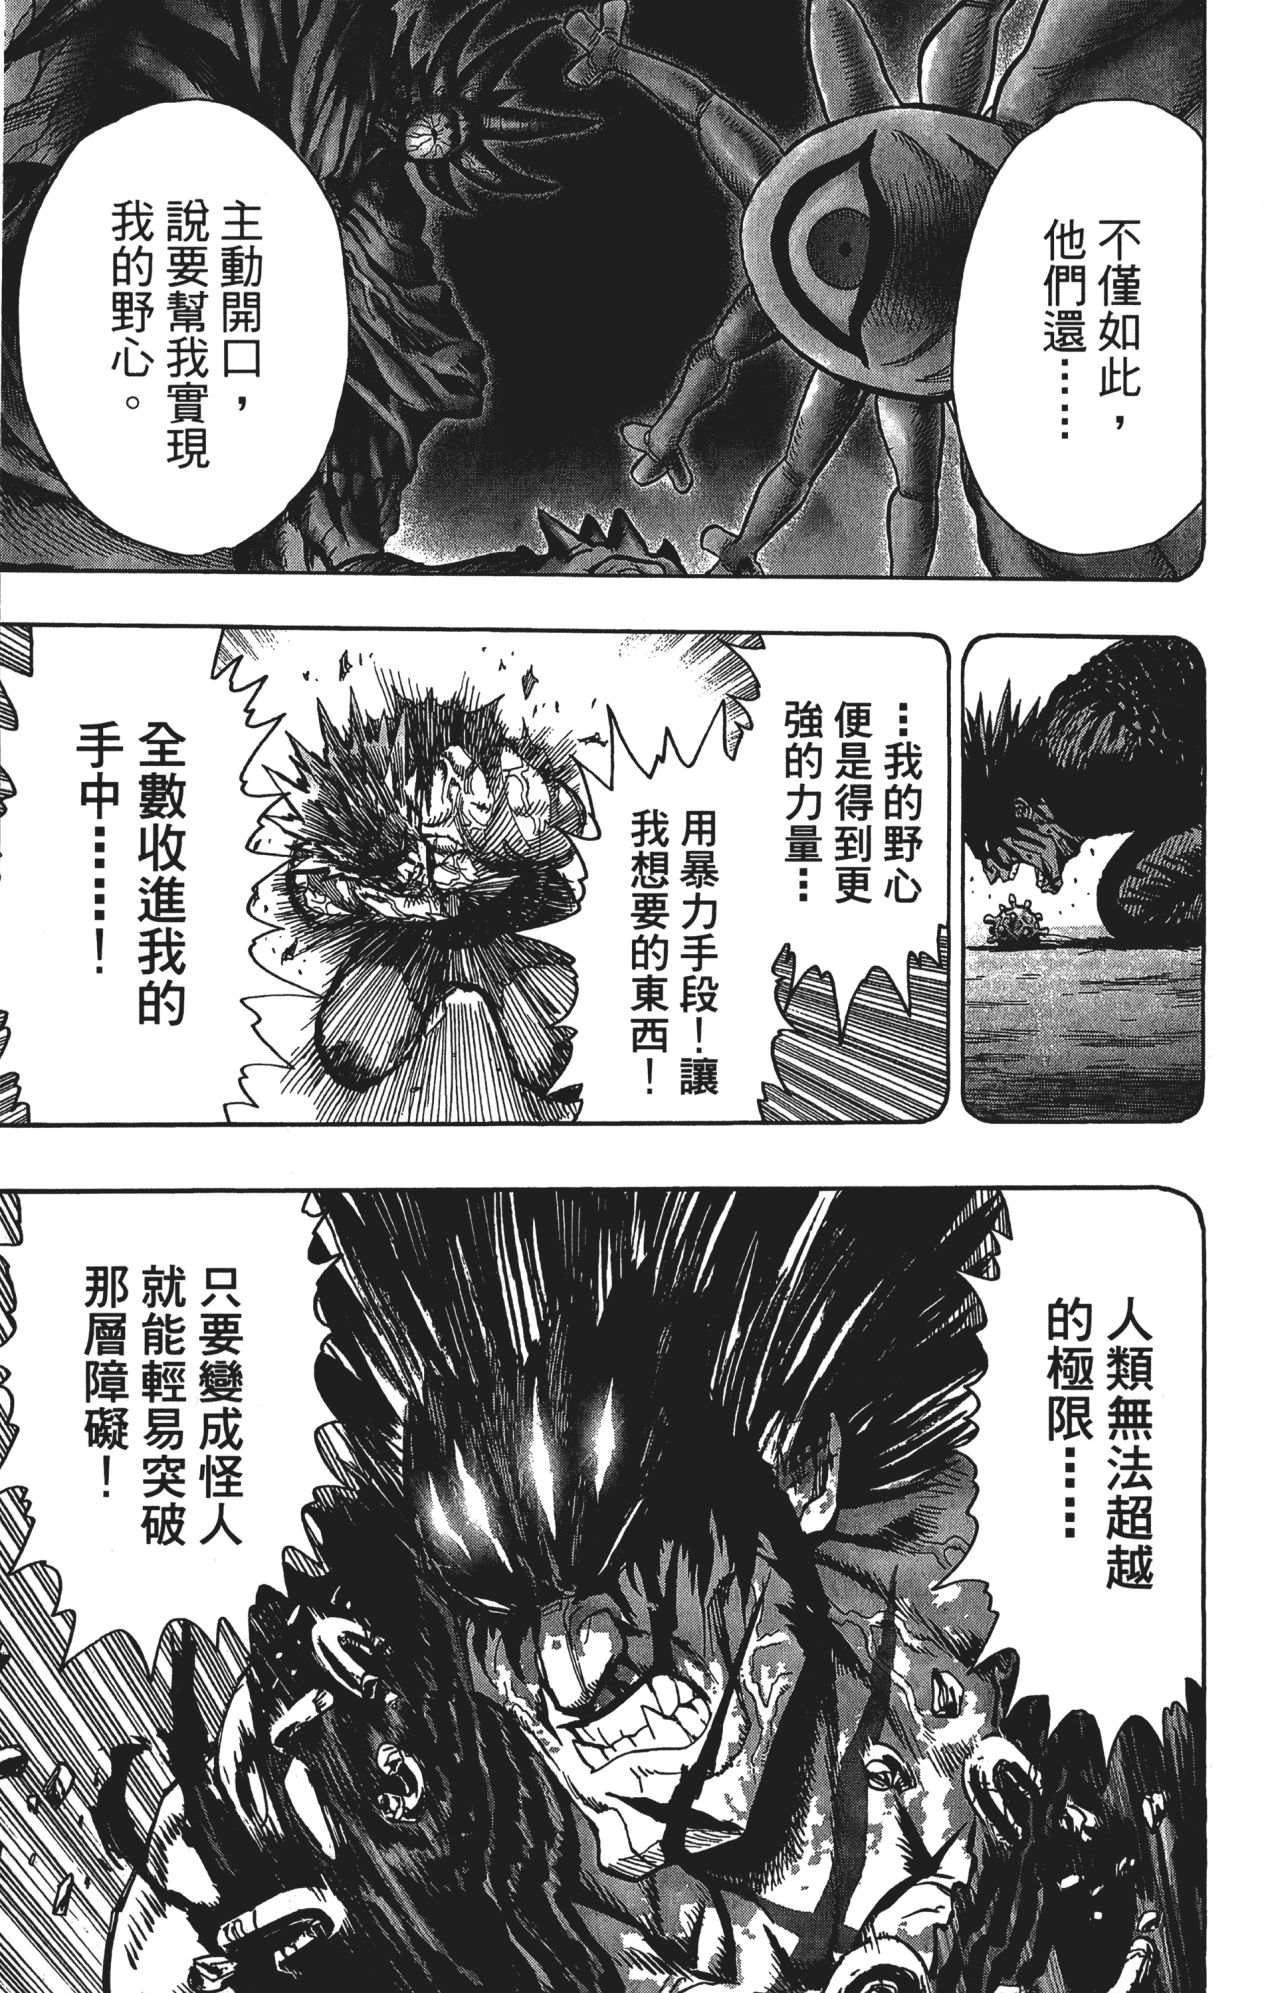 不僅如此，
他們還……
主動開口，
說要幫我實現
我的野心。
…我的野心
便是得到更
強的力量…
用暴力手段！讓
我想要的東西！
全數收進我的
手中……！
人類無法超越
的極限……
只要變成怪人
就能輕易突破
那層障礙！